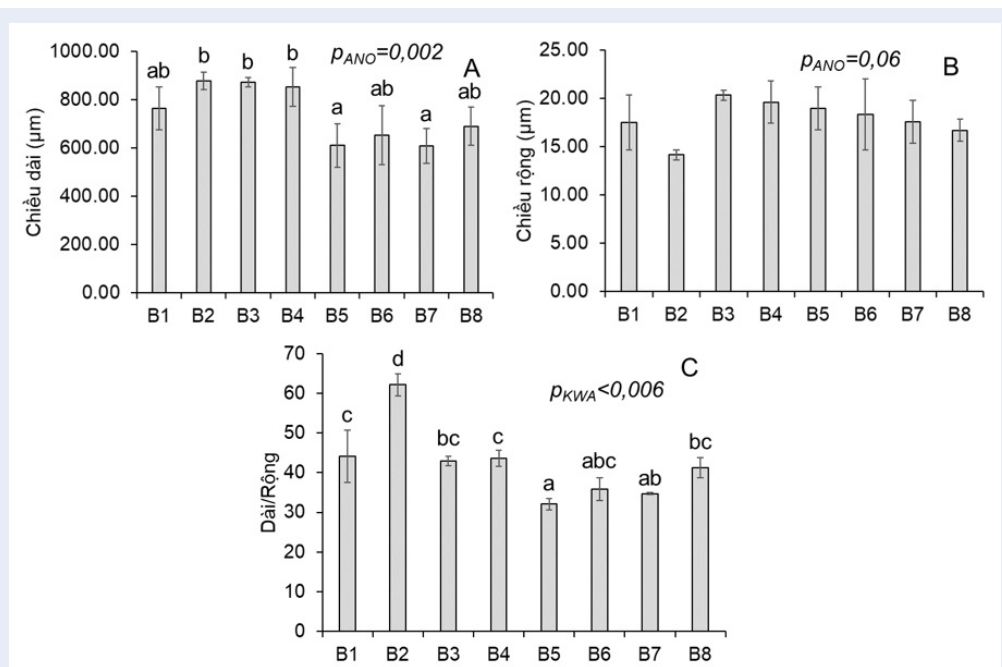 A
p_ANO=0,002
Chiều dài (µm)
1000.00
800.00
600.00
400.00
200.00
0.00
ab
b
b
b
a
ab
a
ab
B1 B2 B3 B4 B5 B6 B7 B8
B
p_ANO=0,06
Chiều rộng (µm)
25.00
20.00
15.00
10.00
5.00
0.00
B1 B2 B3 B4 B5 B6 B7 B8
C
p_KWA<0,006
Dài/Rộng
70
60
50
40
30
20
10
0
c
d
bc
c
a
abc
ab
bc
B1 B2 B3 B4 B5 B6 B7 B8